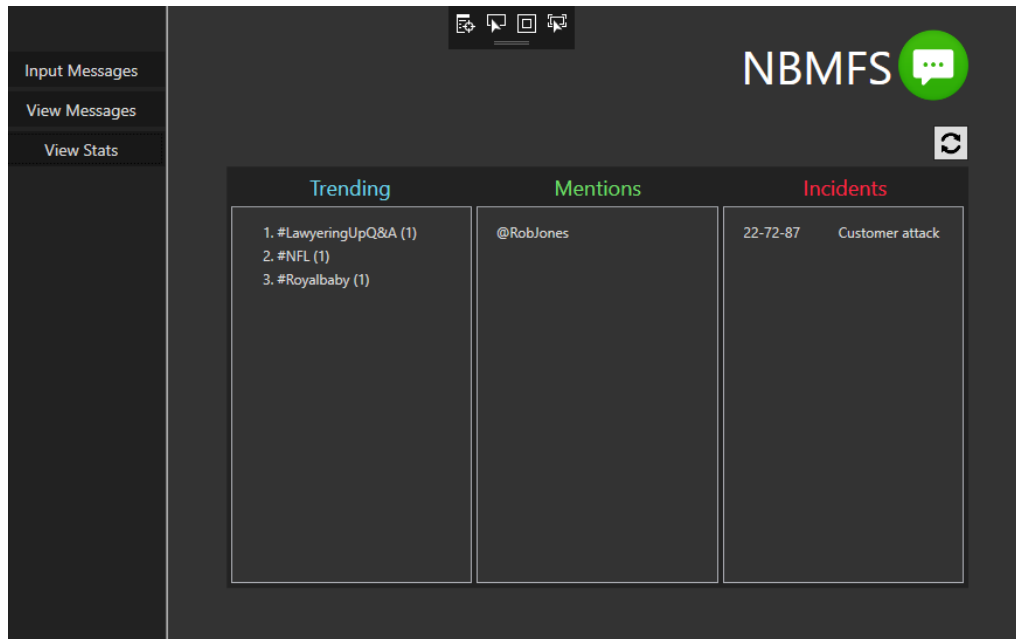 NBMFS
Input Messages
View Messages
View Stats
Trending
Mentions
Incidents
1. #LawyeringUpQ&A (1)
2. #NFL (1)
3. #Royalbaby (1)
@RobJones
22-72-87 Customer attack